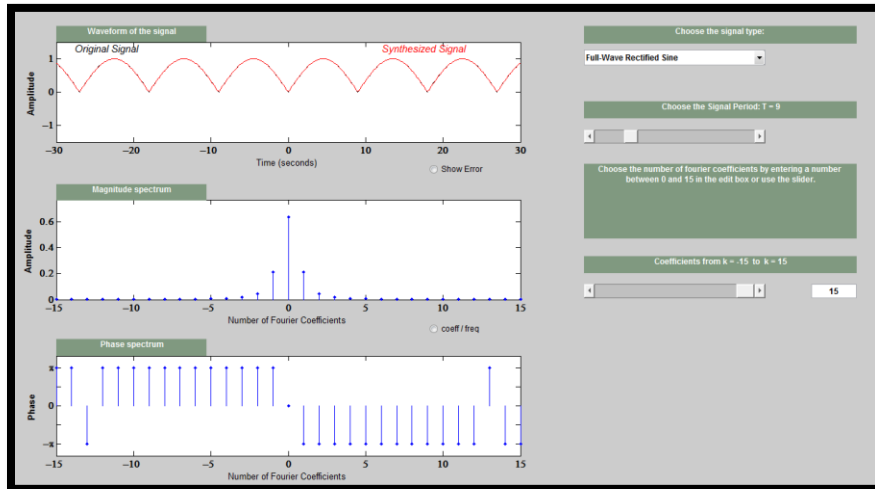 Waveform of the signal
Original Signal
Synthesized Signal
1
0
−1
Amplitude
−30
−20
−10
0
10
20
30
Time (seconds)
Show Error
Magnitude spectrum
0.6
0.4
0.2
0
Amplitude
−15
−10
−5
0
5
10
15
Number of Fourier Coefficients
coeff / freq
Phase spectrum
π
0
−π
Phase
−15
−10
−5
0
5
10
15
Number of Fourier Coefficients
Choose the signal type:
Full-Wave Rectified Sine
Choose the Signal Period: T = 9
Choose the number of fourier coefficients by entering a number
between 0 and 15 in the edit box or use the slider.
Coefficients from k = -15 to k = 15
15